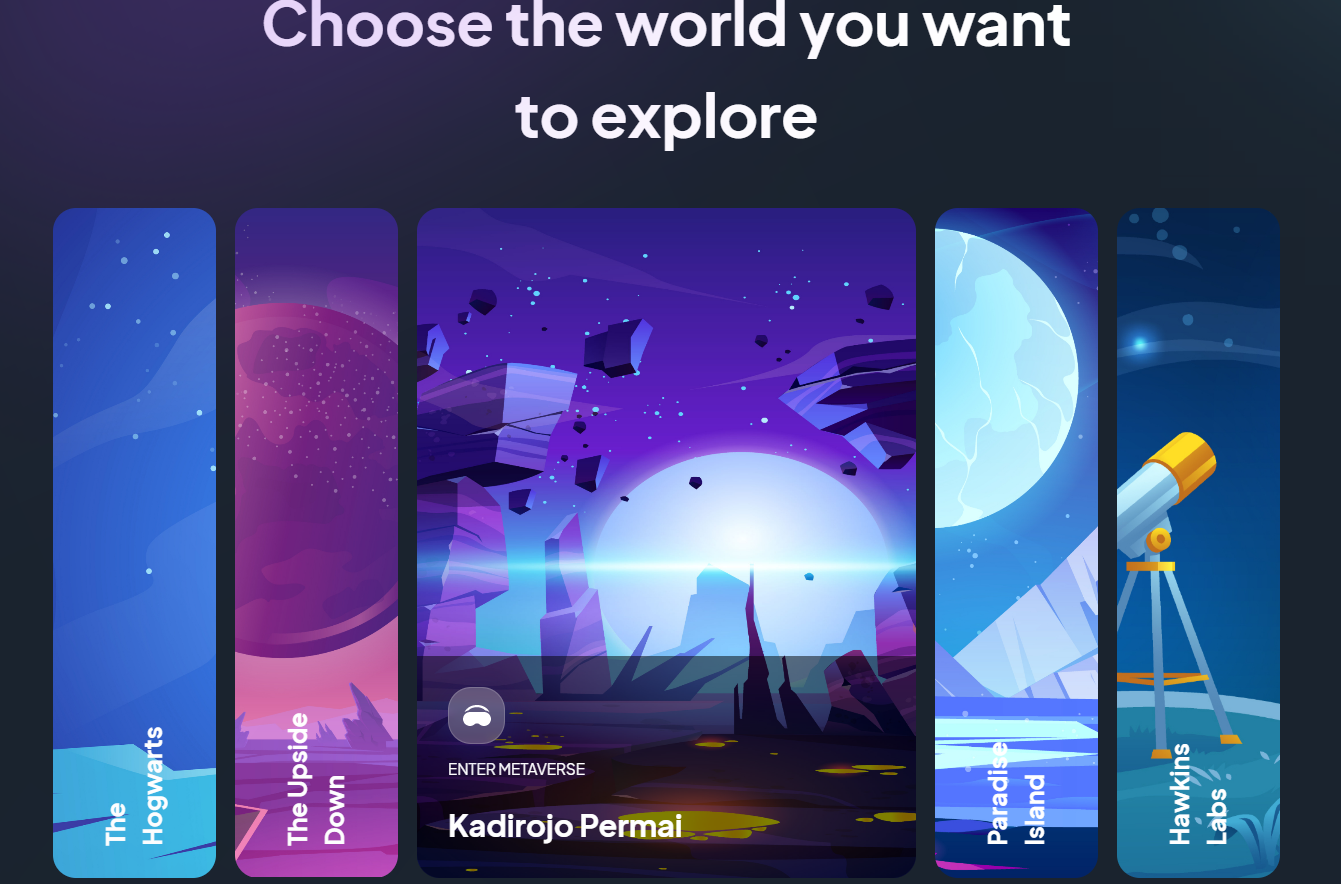 Choose the world you want
to explore
The
Hogwarts
The Upside
Down
ENTER METAVERSE
Kadirojo Permai
Paradise
Island
Hawkins
Labs